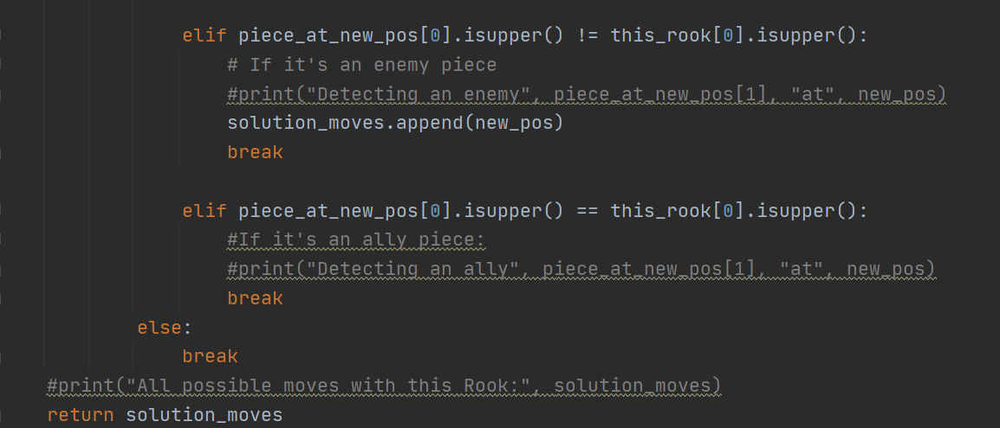 elif piece_at_new_pos[0].isupper() != this_rook[0].isupper():
# If it's an enemy piece
#print("Detecting an enemy", piece_at_new_pos[1], "at", new_pos)
solution_moves.append(new_pos)
break
elif piece_at_new_pos[0].isupper() == this_rook[0].isupper():
#If it's an ally piece:
#print("Detecting an ally", piece_at_new_pos[1], "at", new_pos)
break
else:
break
#print("All possible moves with this Rook:", solution_moves)
return solution_moves